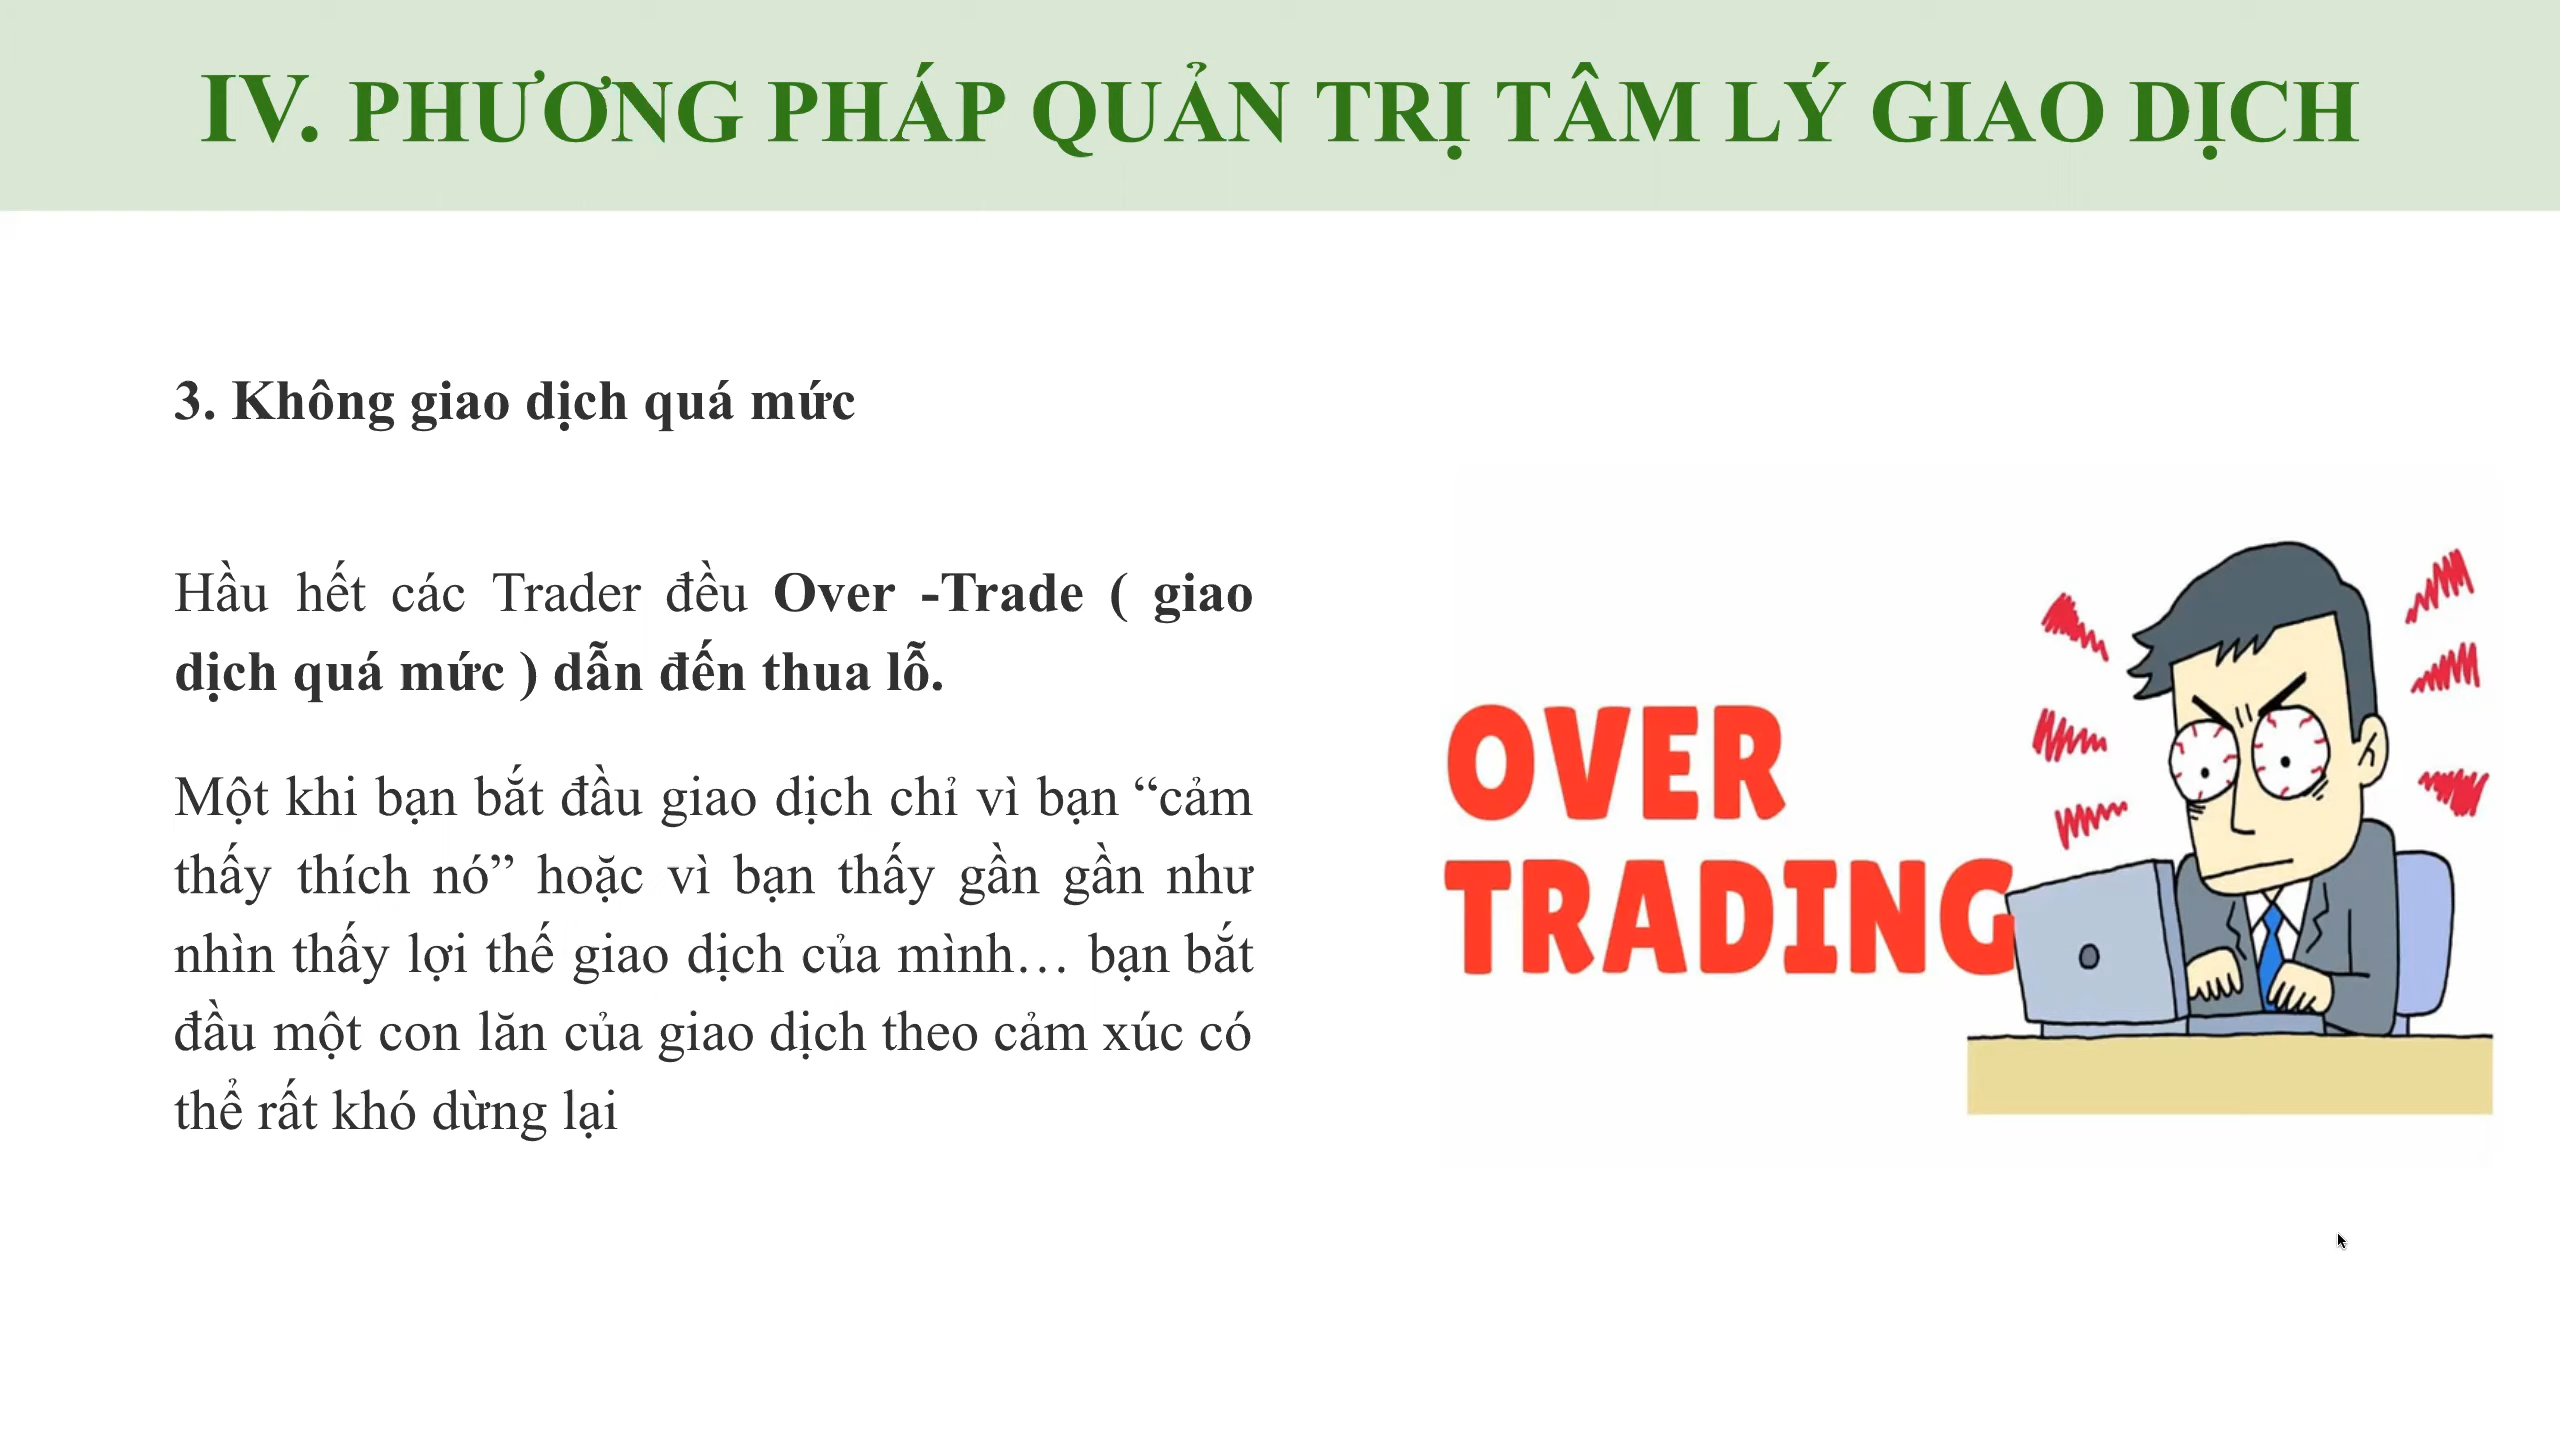 IV. PHƯƠNG PHÁP QUẢN TRỊ TÂM LÝ GIAO DỊCH
3. Không giao dịch quá mức
Hầu hết các Trader đều Over -Trade ( giao
dịch quá mức ) dẫn đến thua lỗ.
Một khi bạn bắt đầu giao dịch chỉ vì bạn “cảm
thấy thích nó” hoặc vì bạn thấy gần gần như
nhìn thấy lợi thế giao dịch của mình… bạn bắt
đầu một con lăn của giao dịch theo cảm xúc có
thể rất khó dừng lại
OVER
TRADING